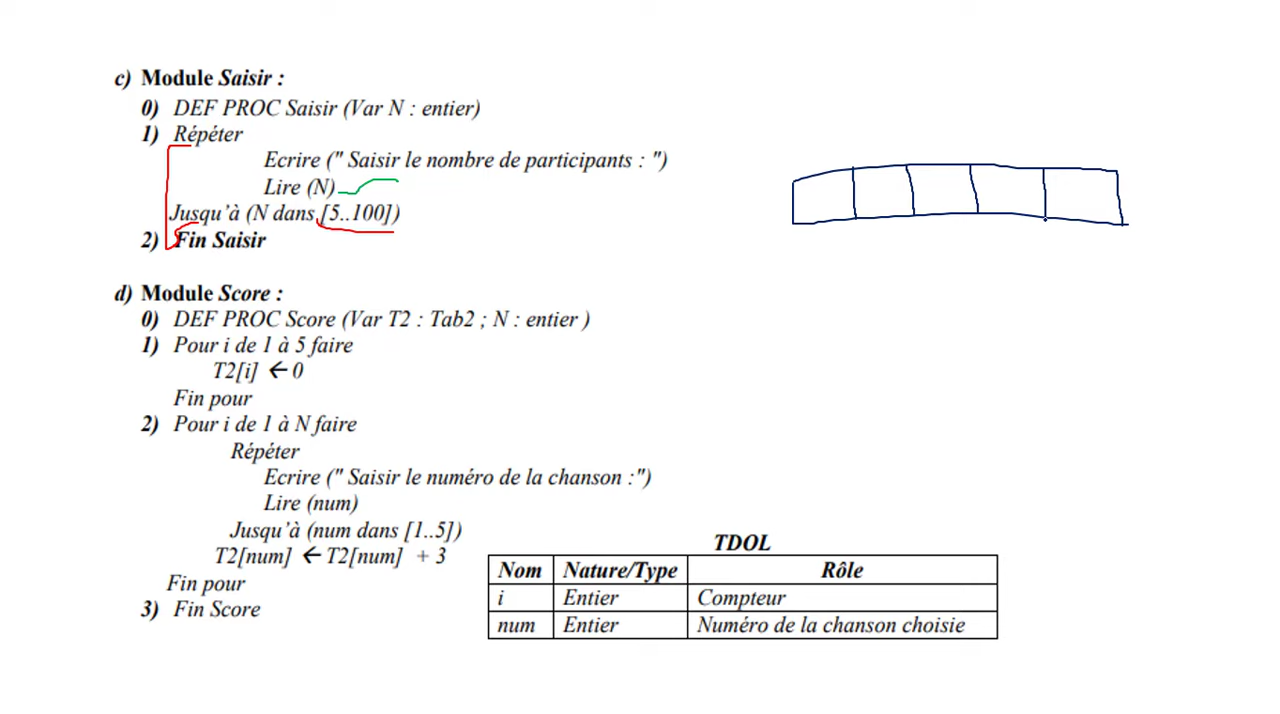 c) Module Saisir :
0) DEF PROC Saisir (Var N : entier)
1) Répéter
Ecrire (" Saisir le nombre de participants : ")
Lire (N)
Jusqu'à (N dans [5..100])
2) Fin Saisir
d) Module Score :
0) DEF PROC Score (Var T2 : Tab2 ; N : entier )
1) Pour i de 1 à 5 faire
T2[i] ← 0
Fin pour
2) Pour i de 1 à N faire
Répéter
Ecrire (" Saisir le numéro de la chanson :")
Lire (num)
Jusqu'à (num dans [1..5])
T2[num] ← T2[num] + 3
Fin pour
3) Fin Score
TDOL
Nom Nature/Type Rôle
i Entier Compteur
num Entier Numéro de la chanson choisie